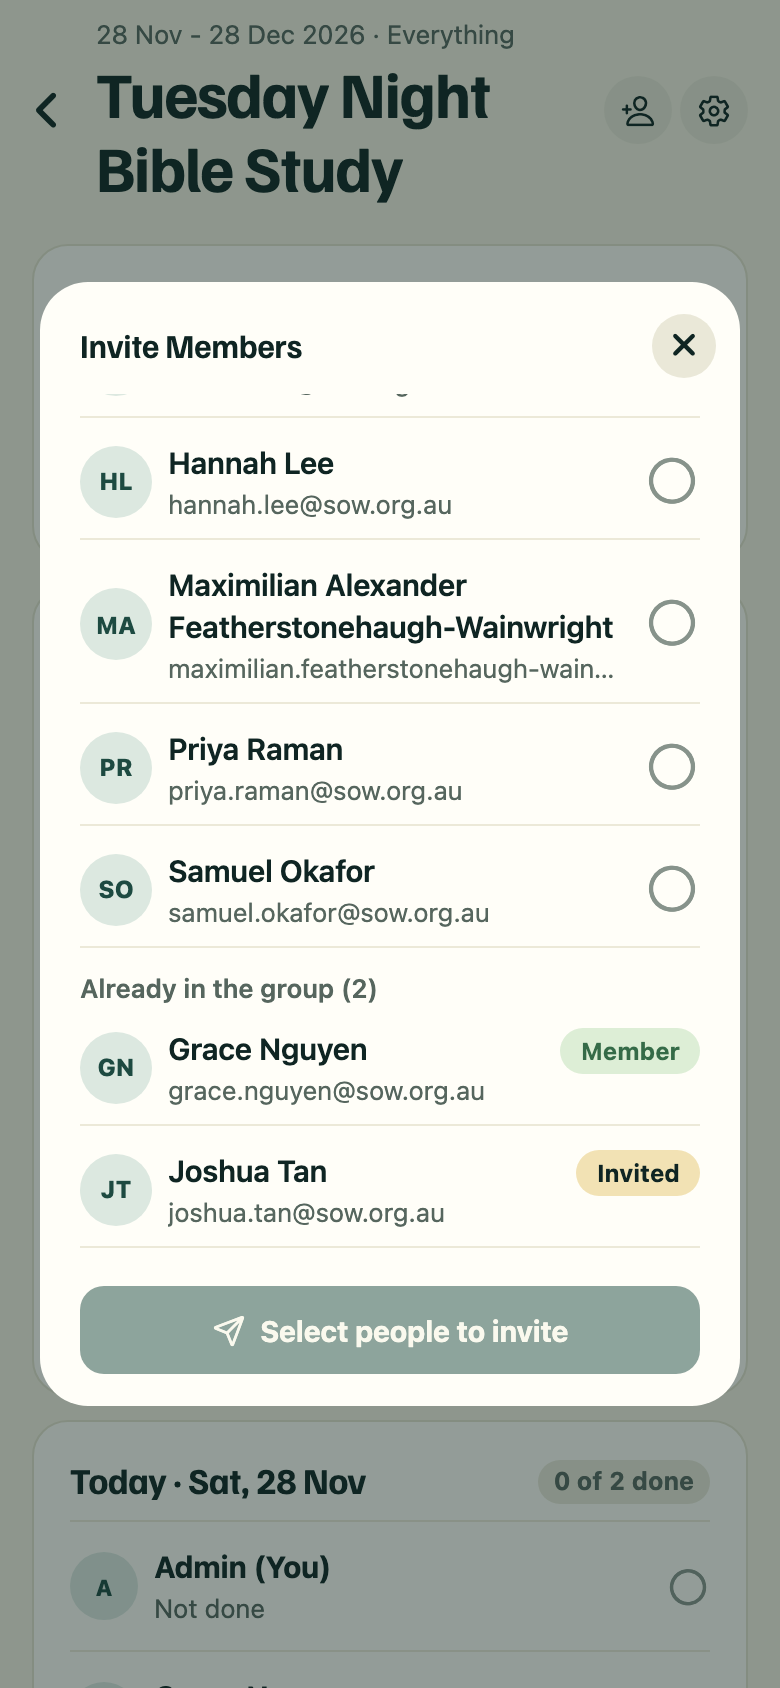 28 Nov - 28 Dec 2026 · Everything
Tuesday Night
Bible Study
Invite Members
HL
Hannah Lee
hannah.lee@sow.org.au
MA
Maximilian Alexander
Featherstonehaugh-Wainwright
maximilian.featherstonehaugh-wain...
PR
Priya Raman
priya.raman@sow.org.au
SO
Samuel Okafor
samuel.okafor@sow.org.au
Already in the group (2)
GN
Grace Nguyen
Member
grace.nguyen@sow.org.au
JT
Joshua Tan
Invited
joshua.tan@sow.org.au
Select people to invite
Today · Sat, 28 Nov
0 of 2 done
A
Admin (You)
Not done